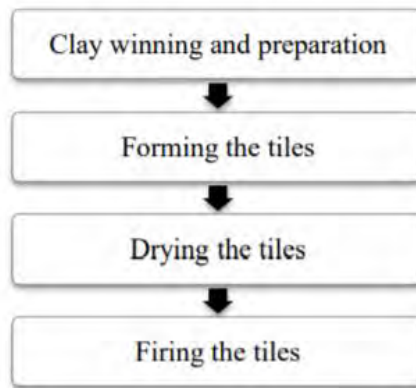 Clay winning and preparation
Forming the tiles
Drying the tiles
Firing the tiles